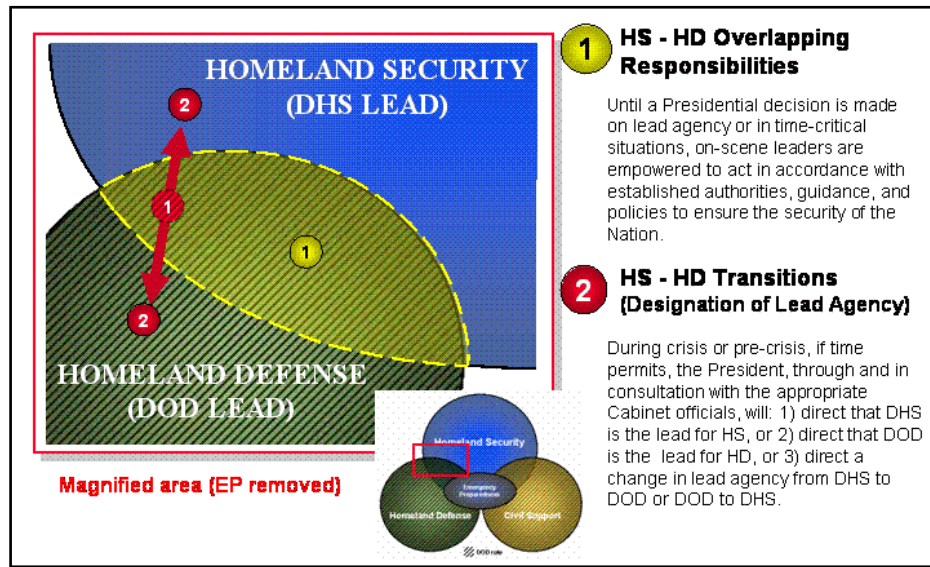 HOMELAND SECURITY
(DHS LEAD)
2
1
1
2
HOMELAND DEFENSE
(DOD LEAD)
Magnified area (EP removed)
Homeland Security
Emergency
Preparedness
Homeland Defense
Civil Support
DOD role
1
HS - HD Overlapping
Responsibilities
Until a Presidential decision is made
on lead agency or in time-critical
situations, on-scene leaders are
empowered to act in accordance with
established authorities, guidance, and
policies to ensure the security of the
Nation.
2
HS - HD Transitions
(Designation of Lead Agency)
During crisis or pre-crisis, if time
permits, the President, through and in
consultation with the appropriate
Cabinet officials, will: 1) direct that DHS
is the lead for HS, or 2) direct that DOD
is the lead for HD, or 3) direct a
change in lead agency from DHS to
DOD or DOD to DHS.